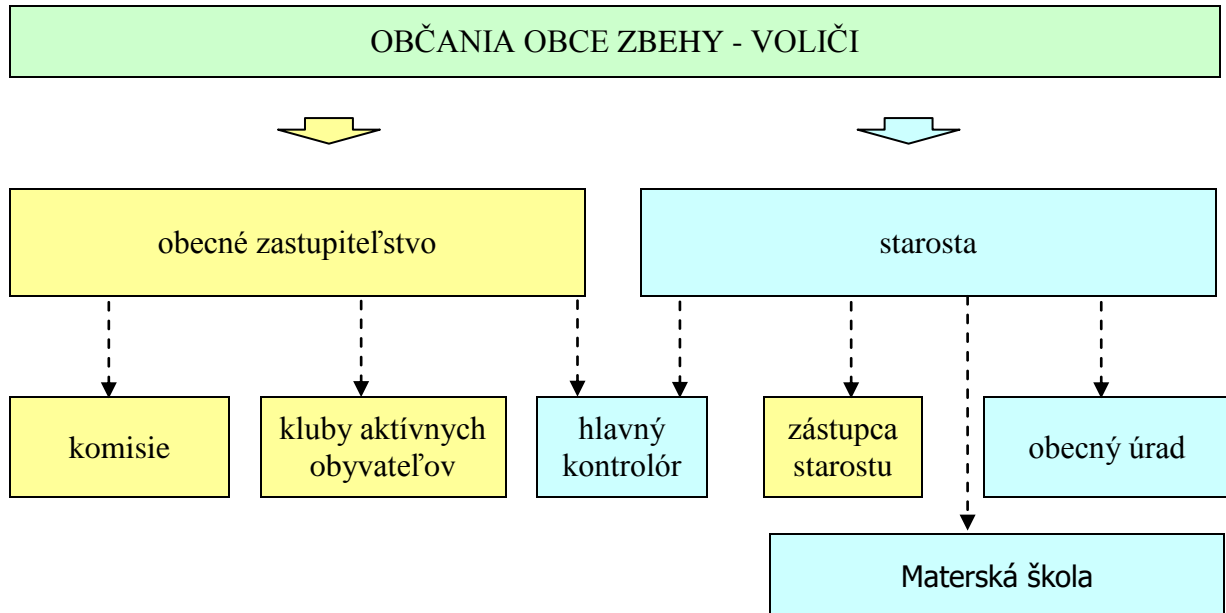 OBČANIA OBCE ZBEHY - VOLIČI
obecné zastupiteľstvo
starosta
komisie
kluby aktívnych
obyvateľov
hlavný
kontrolór
zástupca
starostu
obecný úrad
Materská škola